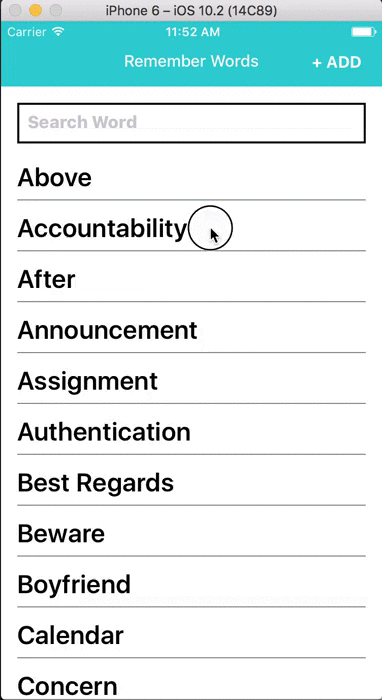 iPhone 6 – iOS 10.2 (14C89)
Carrier 11:52 AM
Remember Words + ADD
Search Word
Above
Accountability
After
Announcement
Assignment
Authentication
Best Regards
Beware
Boyfriend
Calendar
Concern